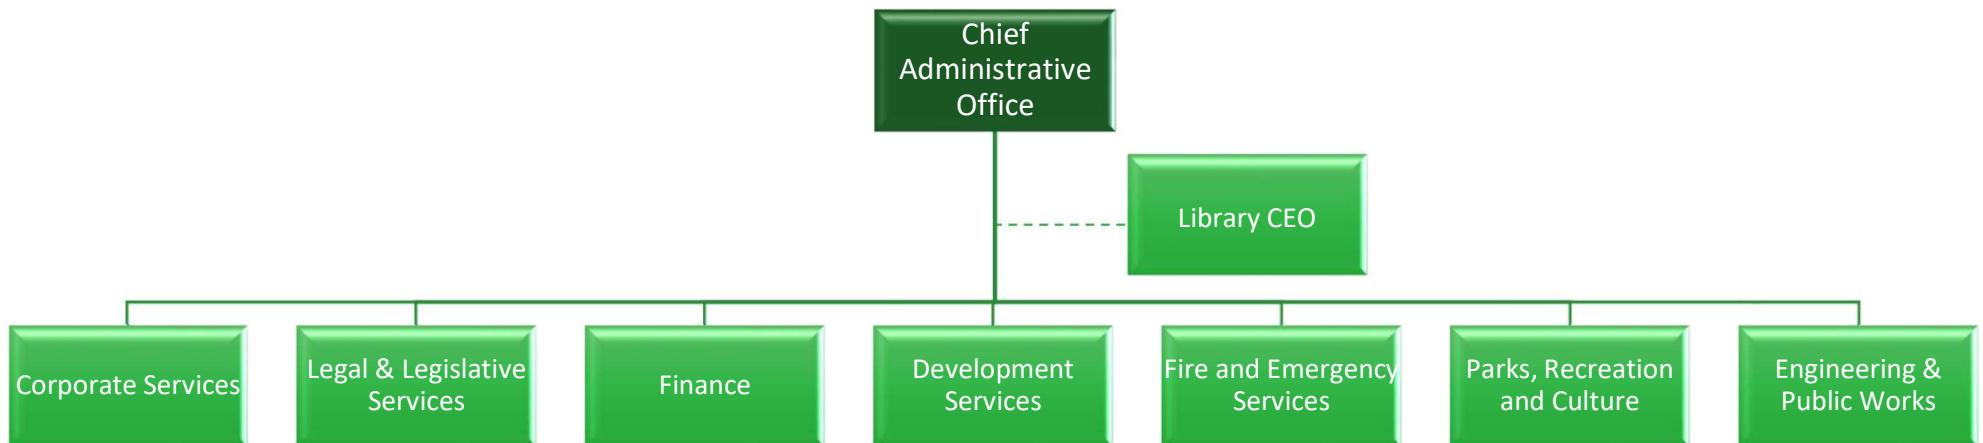 Chief
Administrative
Office
Library CEO
Corporate Services
Legal & Legislative
Services
Finance
Development
Services
Fire and Emergency
Services
Parks, Recreation
and Culture
Engineering &
Public Works